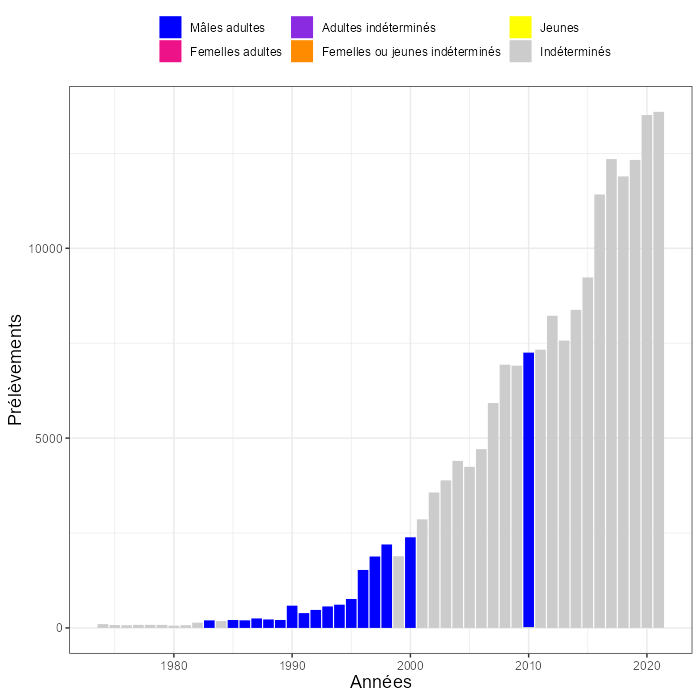 Mâles adultes Adultes indéterminés Jeunes
Femelles adultes Femelles ou jeunes indéterminés Indéterminés
Prélèvements
10000
5000
0
1980 1990 2000 2010 2020
Années